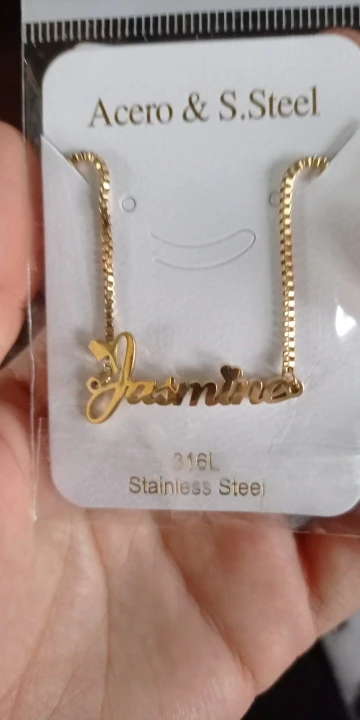 Acero & S.Steel
Jasmine
316L
Stainless Steel